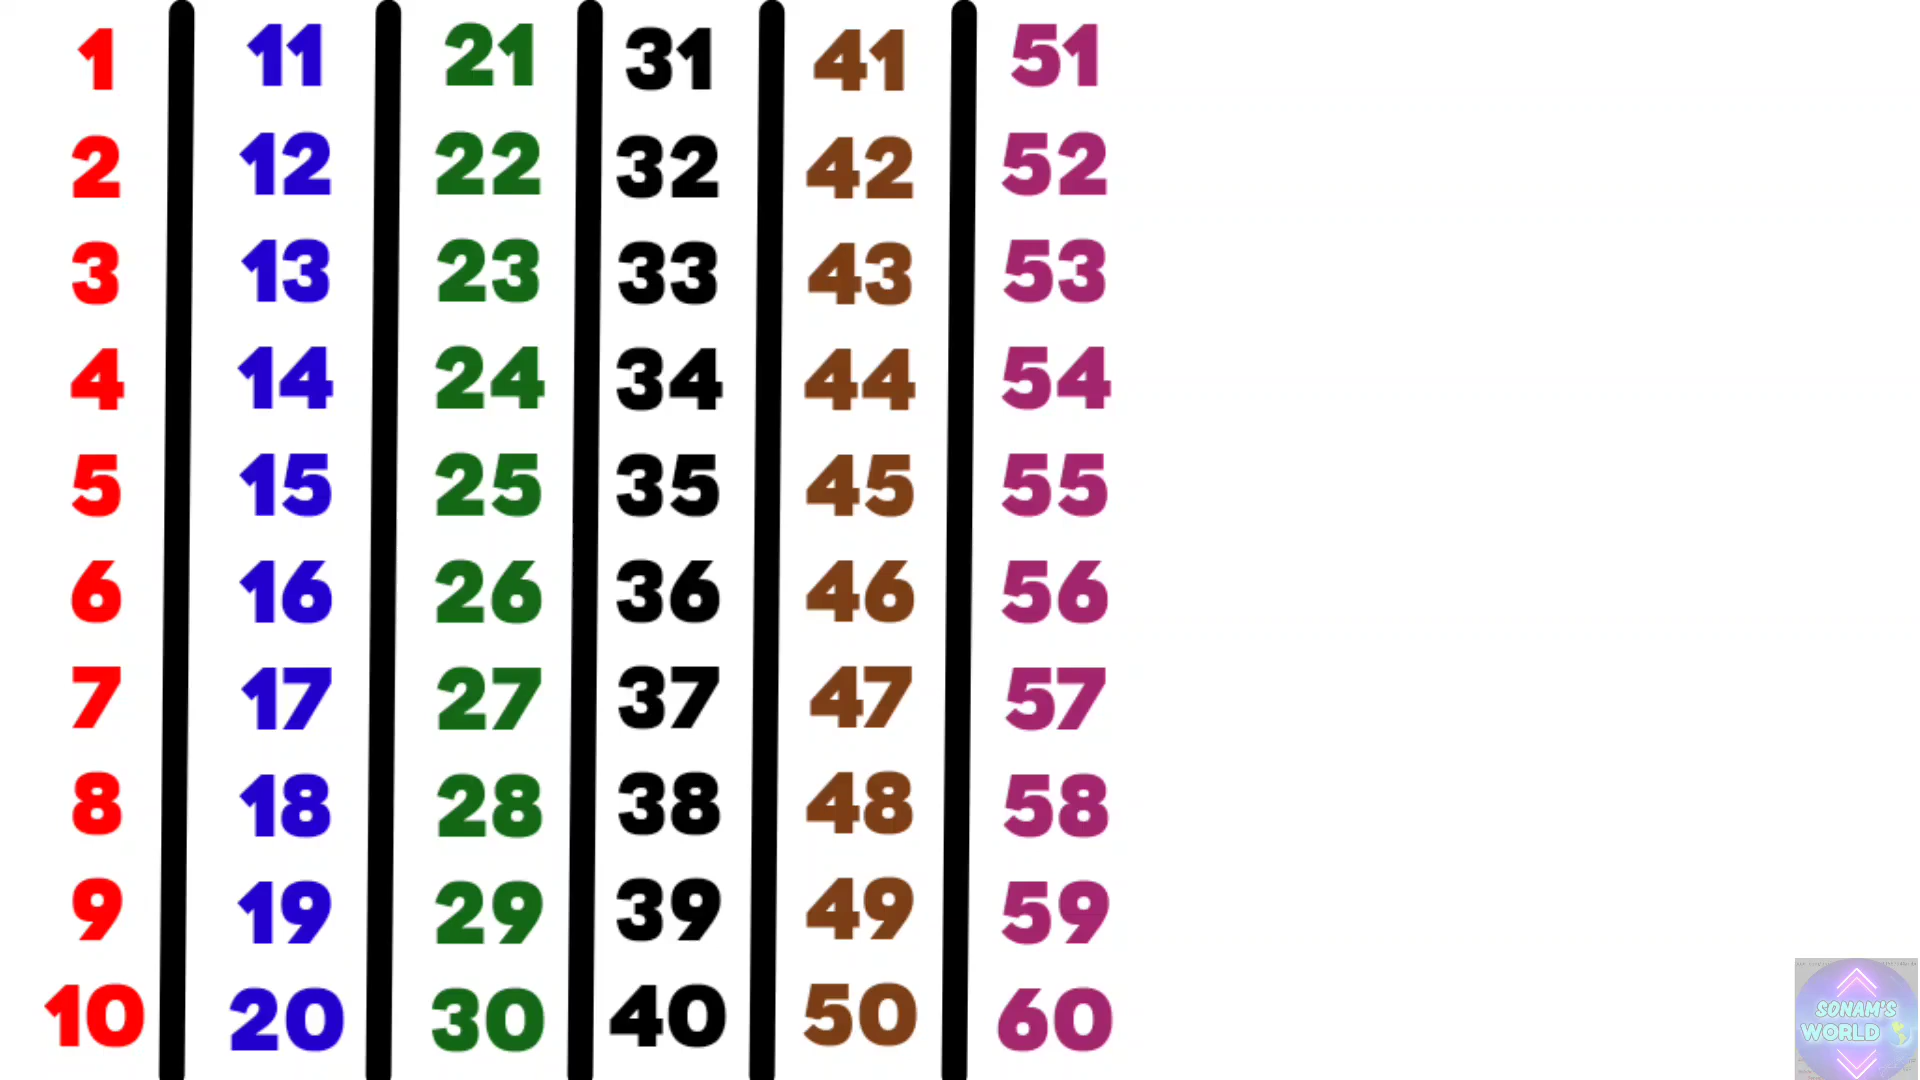 1 11 21 31 41 51
2 12 22 32 42 52
3 13 23 33 43 53
4 14 24 34 44 54
5 15 25 35 45 55
6 16 26 36 46 56
7 17 27 37 47 57
8 18 28 38 48 58
9 19 29 39 49 59
10 20 30 40 50 60
SONAM'S
WORLD